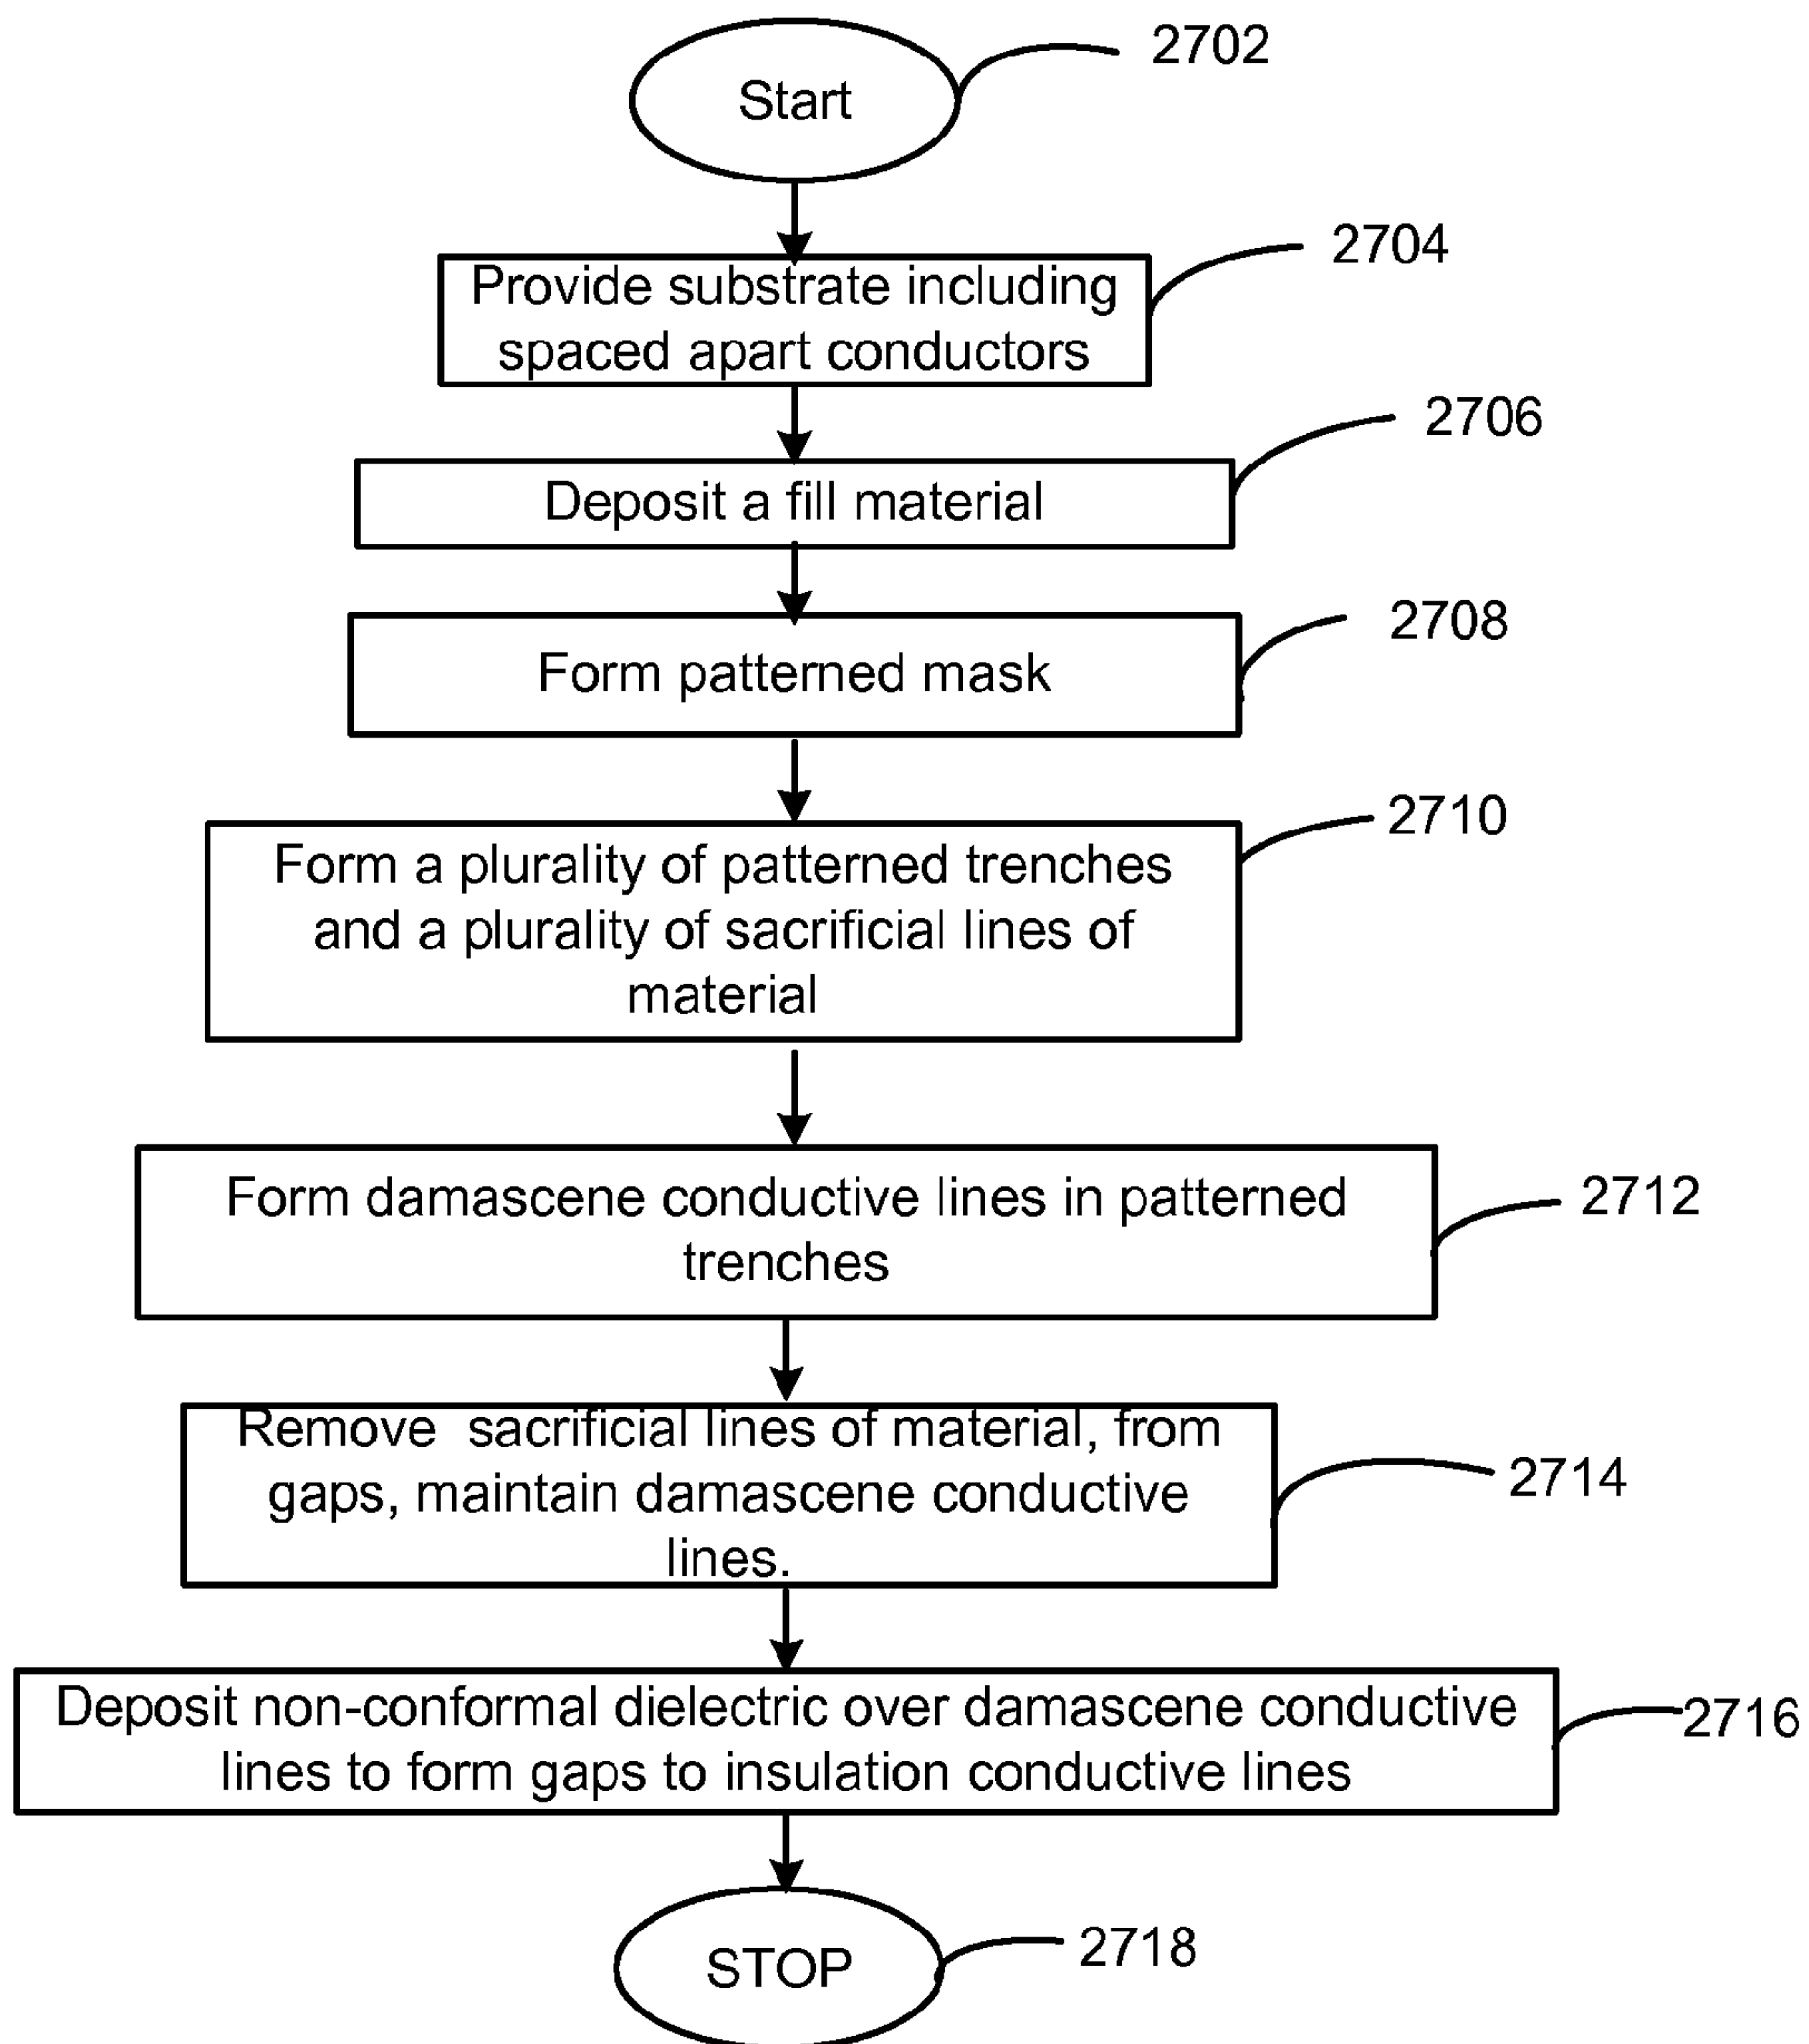 Start
2702
Provide substrate including
spaced apart conductors
2704
Deposit a fill material
2706
Form patterned mask
2708
Form a plurality of patterned trenches
and a plurality of sacrificial lines of
material
2710
Form damascene conductive lines in patterned
trenches
2712
Remove sacrificial lines of material, from
gaps, maintain damascene conductive
lines.
2714
Deposit non-conformal dielectric over damascene conductive
lines to form gaps to insulation conductive lines
2716
STOP
2718